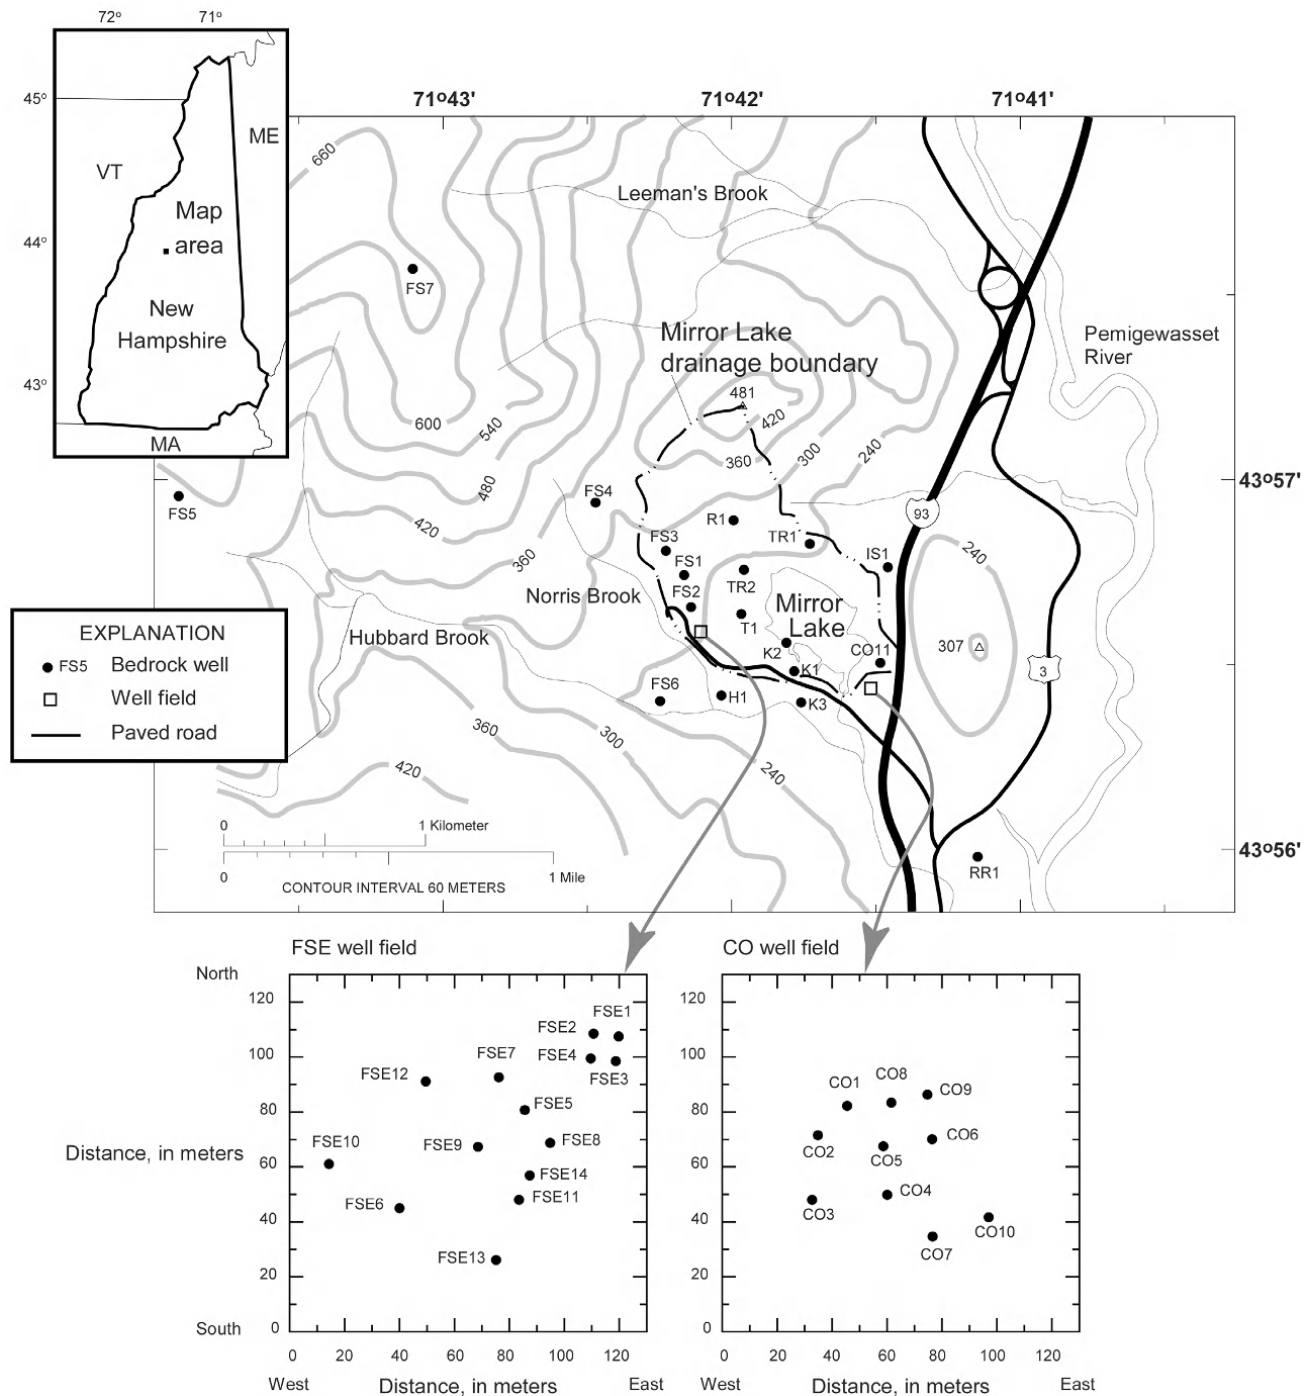 72°
71°
45°
44°
43°
VT
ME
Map
area
New
Hampshire
MA
71°43'
71°42'
71°41'
43°57'
43°56'
660
Leeman's Brook
FS7
Mirror Lake
drainage boundary
Pemigewasset
River
481
420
600
540
360
300
240
480
FS5
FS4
420
R1
93
FS3
TR1
240
FS1
IS1
360
FS2
TR2
Norris Brook
Mirror
Lake
T1
Hubbard Brook
K2
CO11
307
K1
3
FS6
H1
K3
360
300
420
240
RR1
EXPLANATION
FS5 Bedrock well
Well field
Paved road
0 1 Kilometer
0 1 Mile
CONTOUR INTERVAL 60 METERS
FSE well field
North
120
100
80
60
40
20
0
South
Distance, in meters
FSE1
FSE2
FSE4
FSE7
FSE3
FSE12
FSE5
FSE10
FSE9
FSE8
FSE14
FSE6
FSE11
FSE13
0 20 40 60 80 100 120
West Distance, in meters East
CO well field
120
100
80
60
40
20
0
CO8
CO1
CO9
CO6
CO2
CO5
CO4
CO3
CO10
CO7
0 20 40 60 80 100 120
West Distance, in meters East